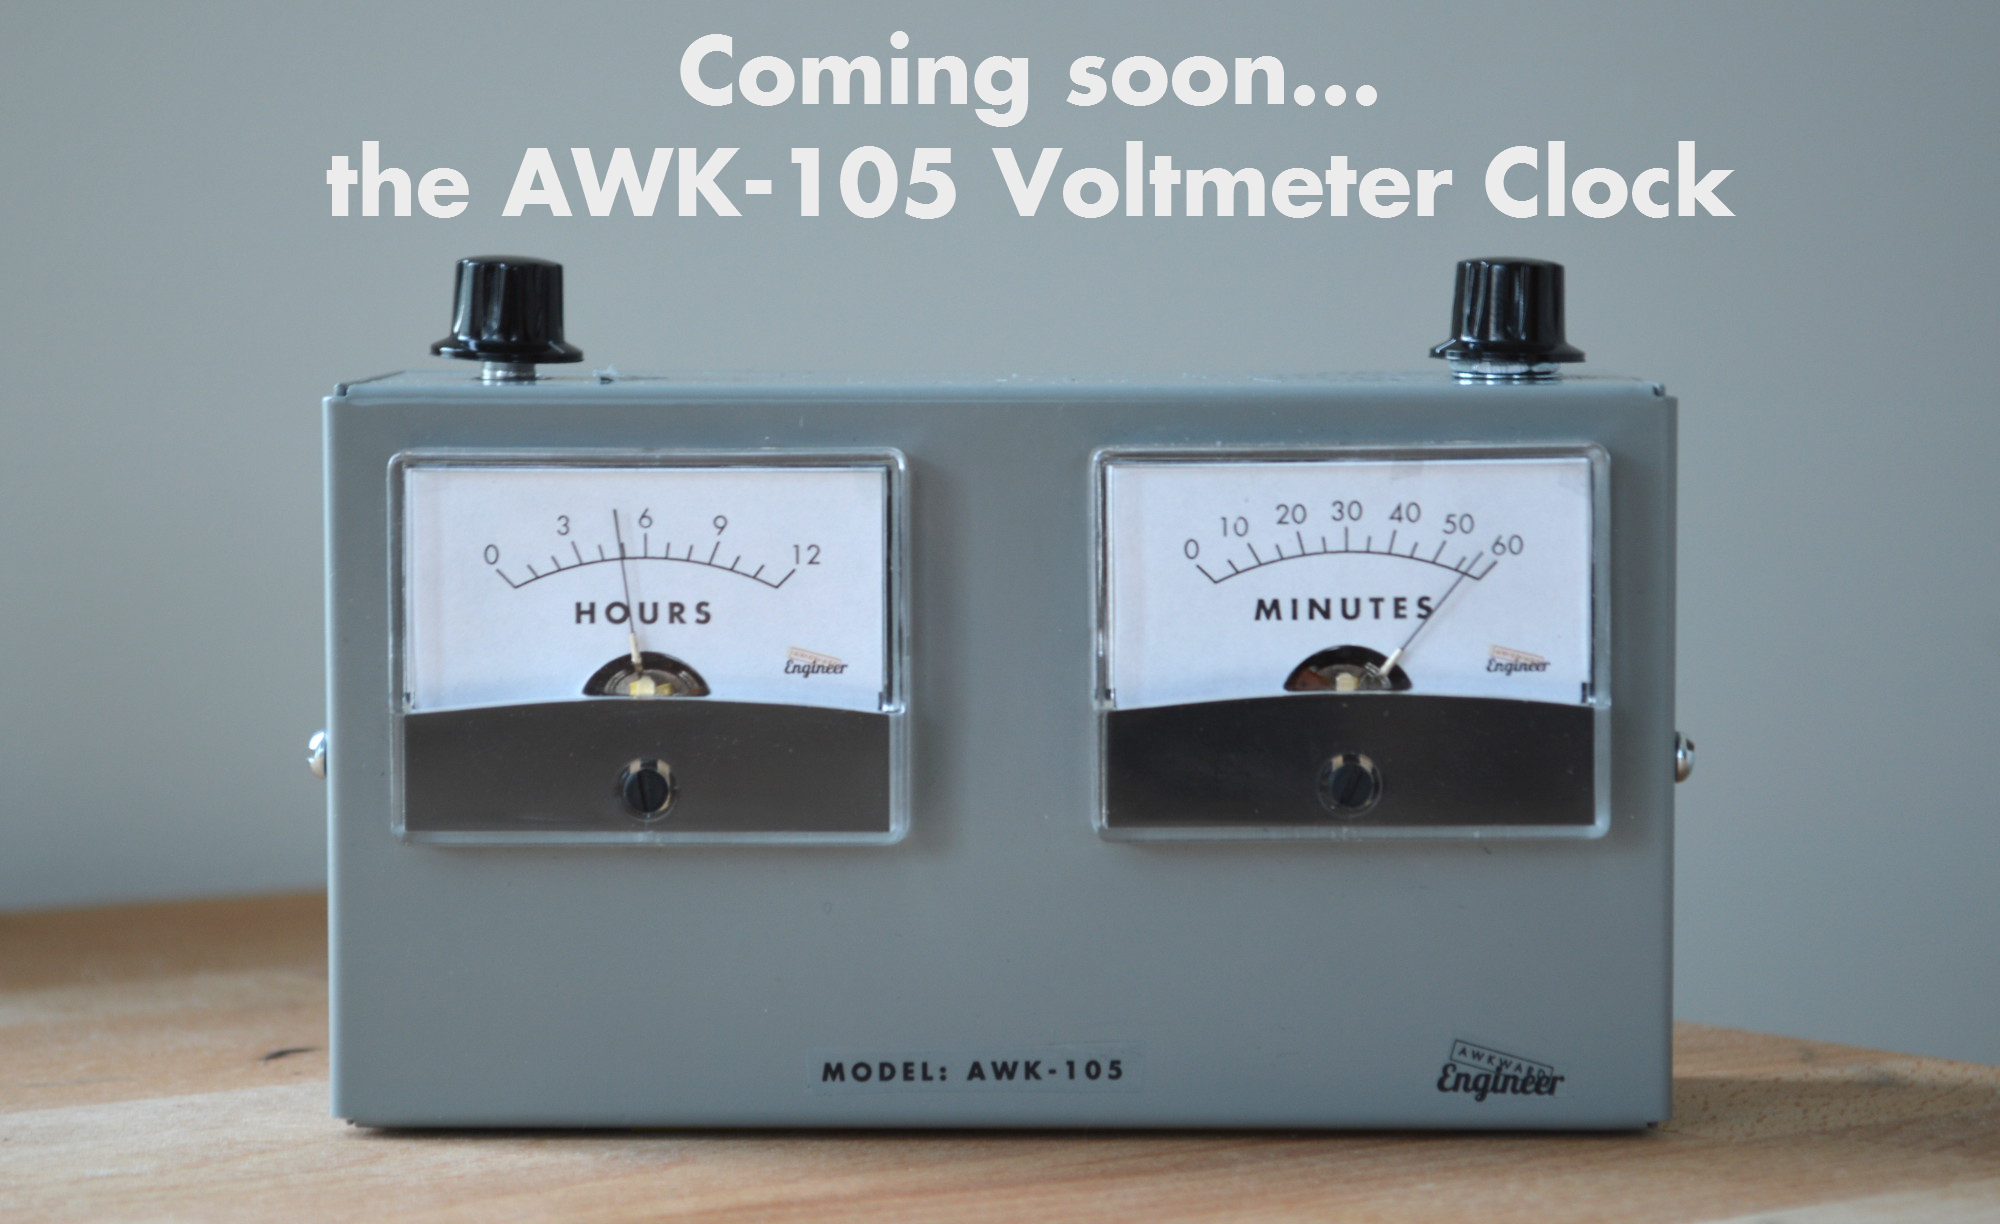 Coming soon...
the AWK-105 Voltmeter Clock
0 3 6 9 12
HOURS
Engineer
0 10 20 30 40 50 60
MINUTES
Engineer
MODEL: AWK-105
AWKWARD
Engineer